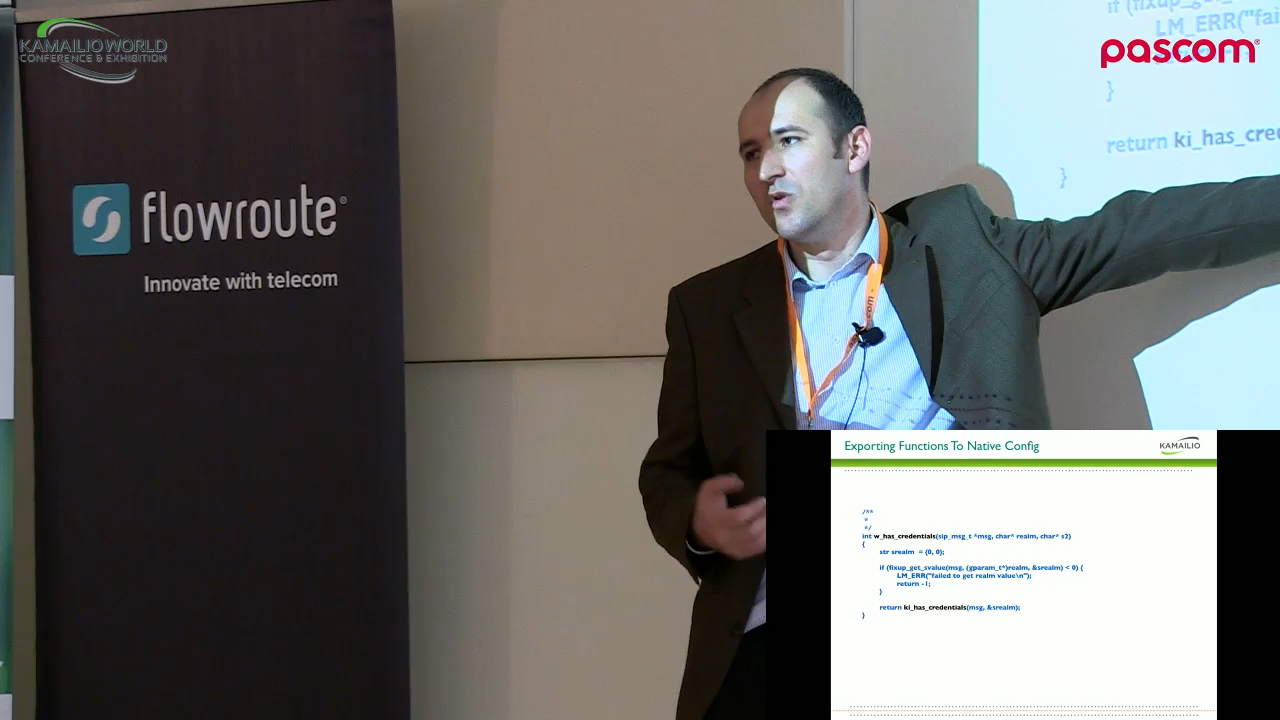 KAMAILIO WORLD
CONFERENCE & EXHIBITION
flowroute®
Innovate with telecom
pascom®
LM_ERR("fai
}
return ki_has_cre
}
com
Exporting Functions To Native Config
KAMAILIO
/**
*
*/
int w_has_credentials(sip_msg_t *msg, char* realm, char* s2)
{
str srealm = {0, 0};
if (fixup_get_svalue(msg, (gparam_t*)realm, &srealm) < 0) {
LM_ERR("failed to get realm value\n");
return -1;
}
return ki_has_credentials(msg, &srealm);
}